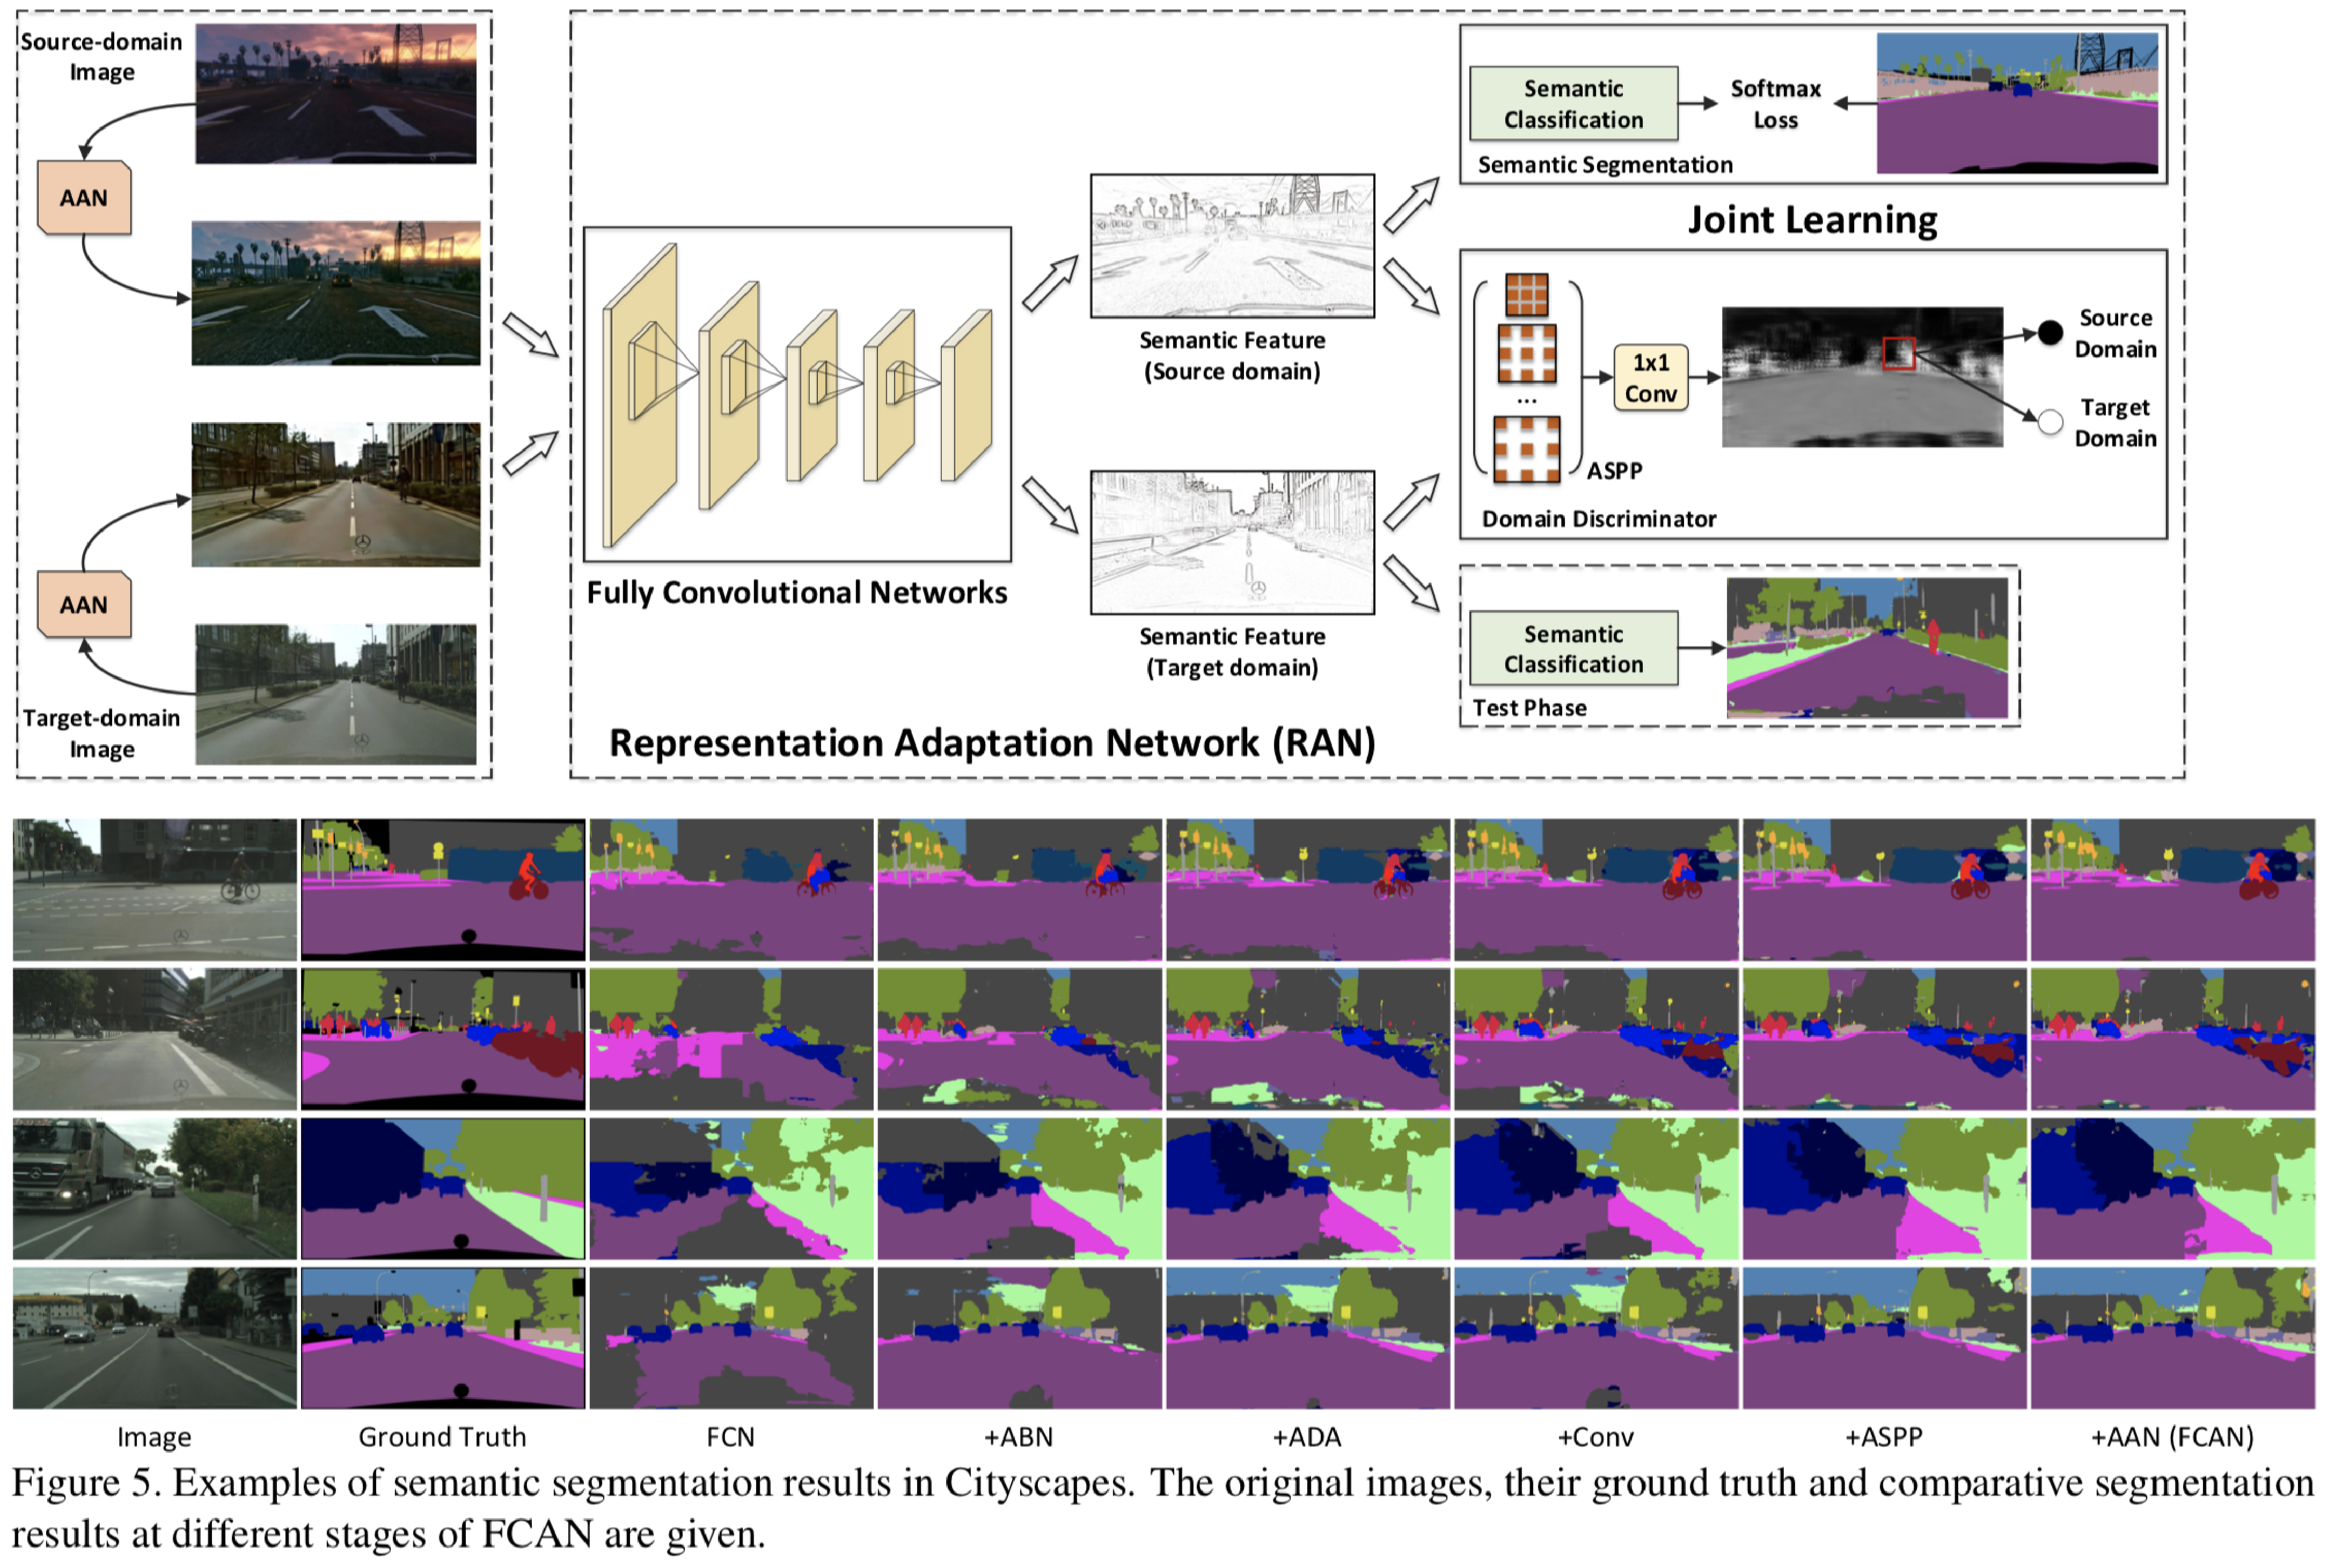 Source-domain
Image
AAN
AAN
Target-domain
Image
Fully Convolutional Networks
Semantic Feature
(Source domain)
Semantic Feature
(Target domain)
Representation Adaptation Network (RAN)
Semantic
Classification
Softmax
Loss
Semantic Segmentation
Joint Learning
...
ASPP
1x1
Conv
Source
Domain
Target
Domain
Domain Discriminator
Semantic
Classification
Test Phase
Image Ground Truth FCN +ABN +ADA +Conv +ASPP +AAN (FCAN)
Figure 5. Examples of semantic segmentation results in Cityscapes. The original images, their ground truth and comparative segmentation
results at different stages of FCAN are given.